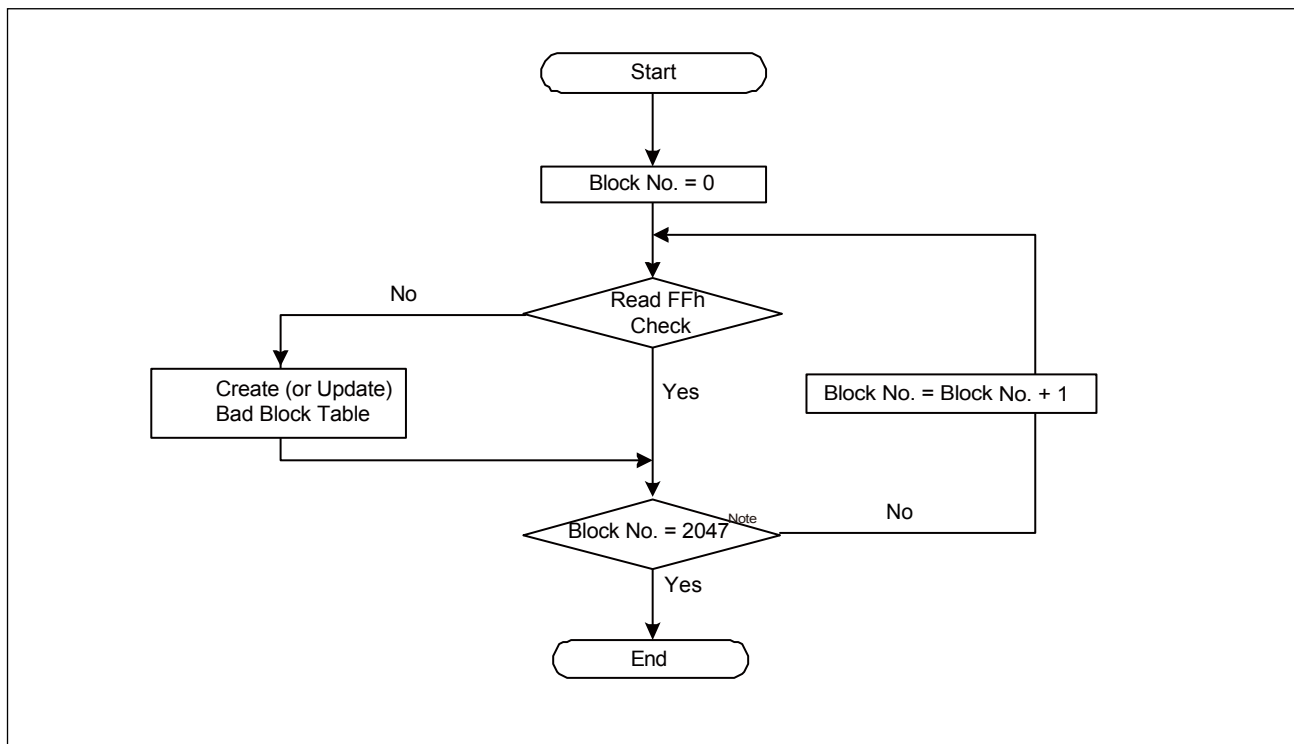 Start
Block No. = 0
No
Read FFh
Check
Create (or Update)
Bad Block Table
Yes
Block No. = Block No. + 1
Block No. = 2047 Note
No
Yes
End